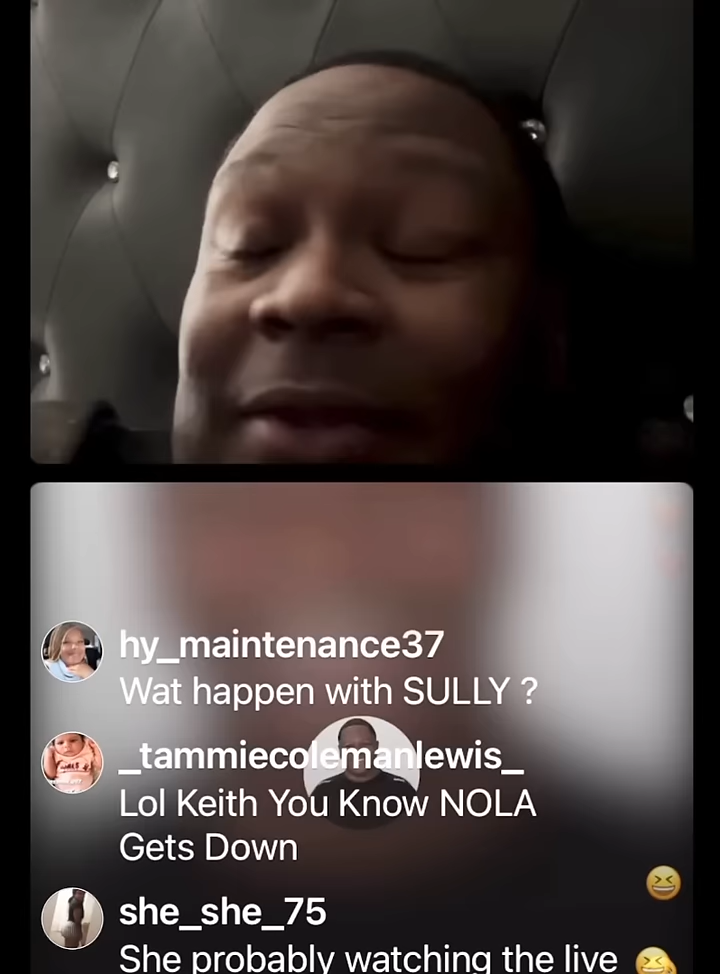 hy_maintenance37
Wat happen with SULLY ?
_tammiecolemanlewis_
Lol Keith You Know NOLA
Gets Down
she_she_75
She probably watching the live